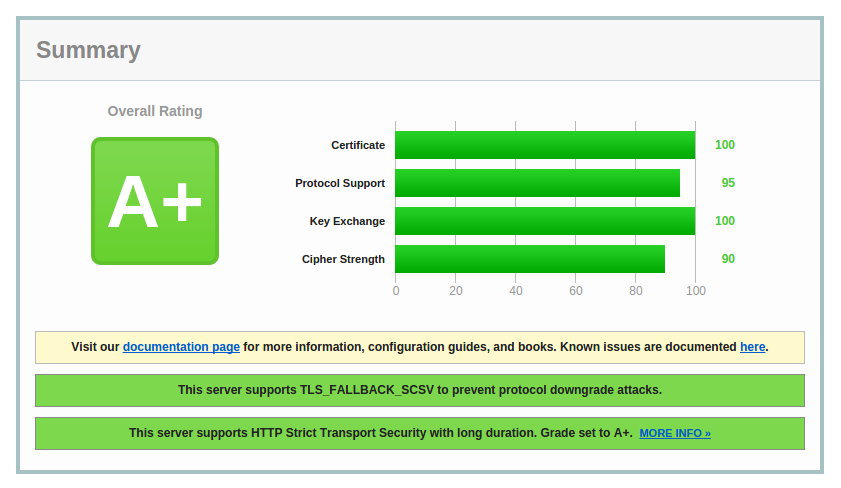 Summary
Overall Rating
A+
Certificate 100
Protocol Support 95
Key Exchange 100
Cipher Strength 90
0 20 40 60 80 100
Visit our documentation page for more information, configuration guides, and books. Known issues are documented here.
This server supports TLS_FALLBACK_SCSV to prevent protocol downgrade attacks.
This server supports HTTP Strict Transport Security with long duration. Grade set to A+. MORE INFO »